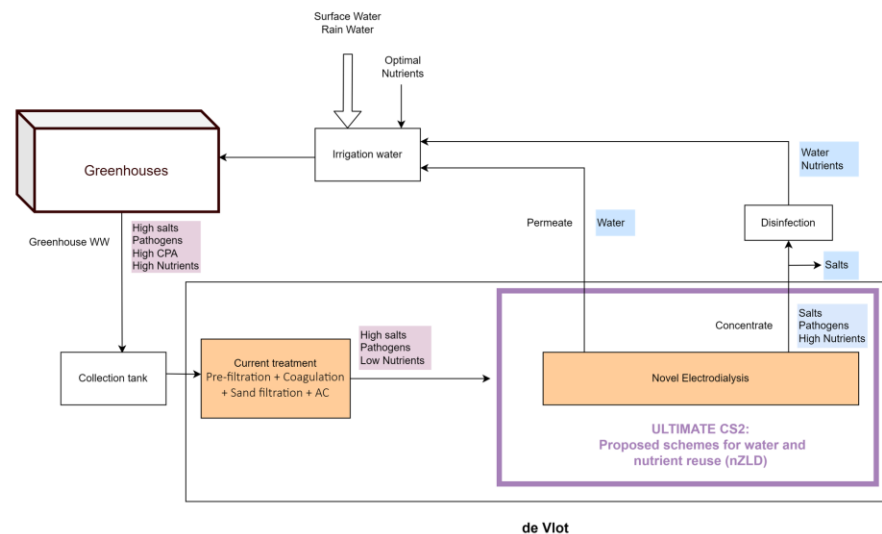 Surface Water
Rain Water
Optimal
Nutrients
Irrigation water
Greenhouses
Water
Nutrients
Disinfection
Permeate
Water
Greenhouse WW
High salts
Pathogens
High CPA
High Nutrients
Salts
Concentrate
Salts
Pathogens
High Nutrients
Collection tank
Current treatment
Pre-filtration + Coagulation
+ Sand filtration + AC
High salts
Pathogens
Low Nutrients
Novel Electrodialysis
ULTIMATE CS2:
Proposed schemes for water and
nutrient reuse (nZLD)
de Vlot